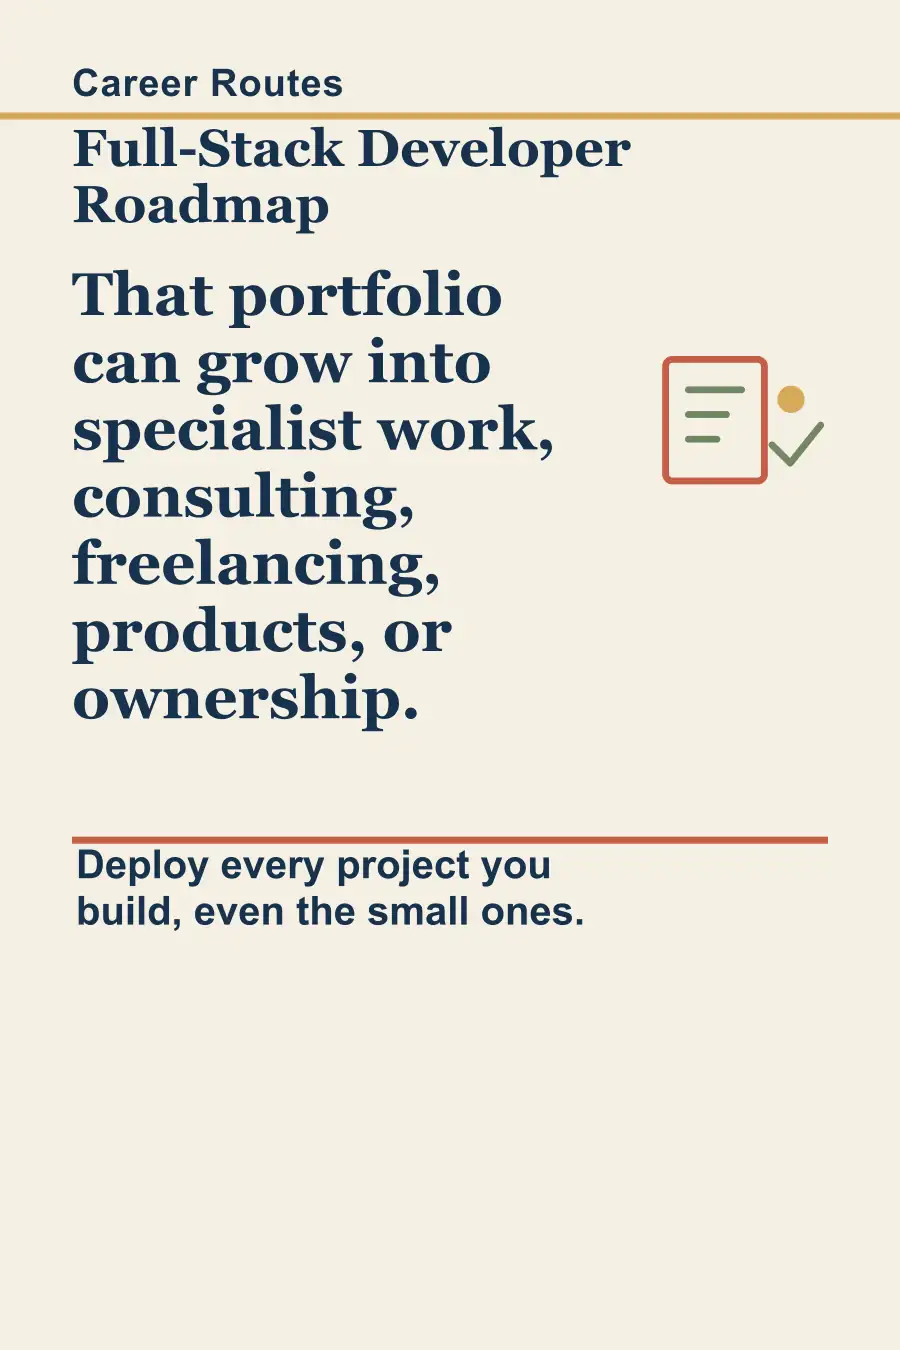 Career Routes
Full-Stack Developer
Roadmap
That portfolio
can grow into
specialist work,
consulting,
freelancing,
products, or
ownership.
Deploy every project you
build, even the small ones.